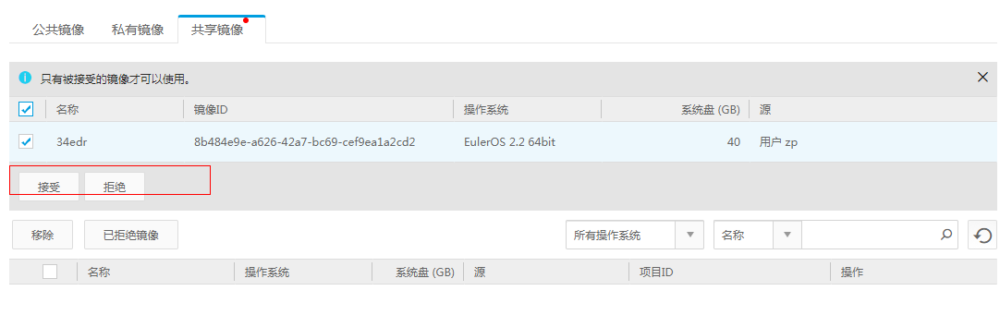 公共镜像 私有镜像 共享镜像
只有被接受的镜像才可以使用。
名称 镜像ID 操作系统 系统盘 (GB) 源
34edr 8b484e9e-a626-42a7-bc69-cef9ea1a2cd2 EulerOS 2.2 64bit 40 用户 zp
接受 拒绝
移除 已拒绝镜像 所有操作系统 名称
名称 操作系统 系统盘 (GB) 源 项目ID 操作